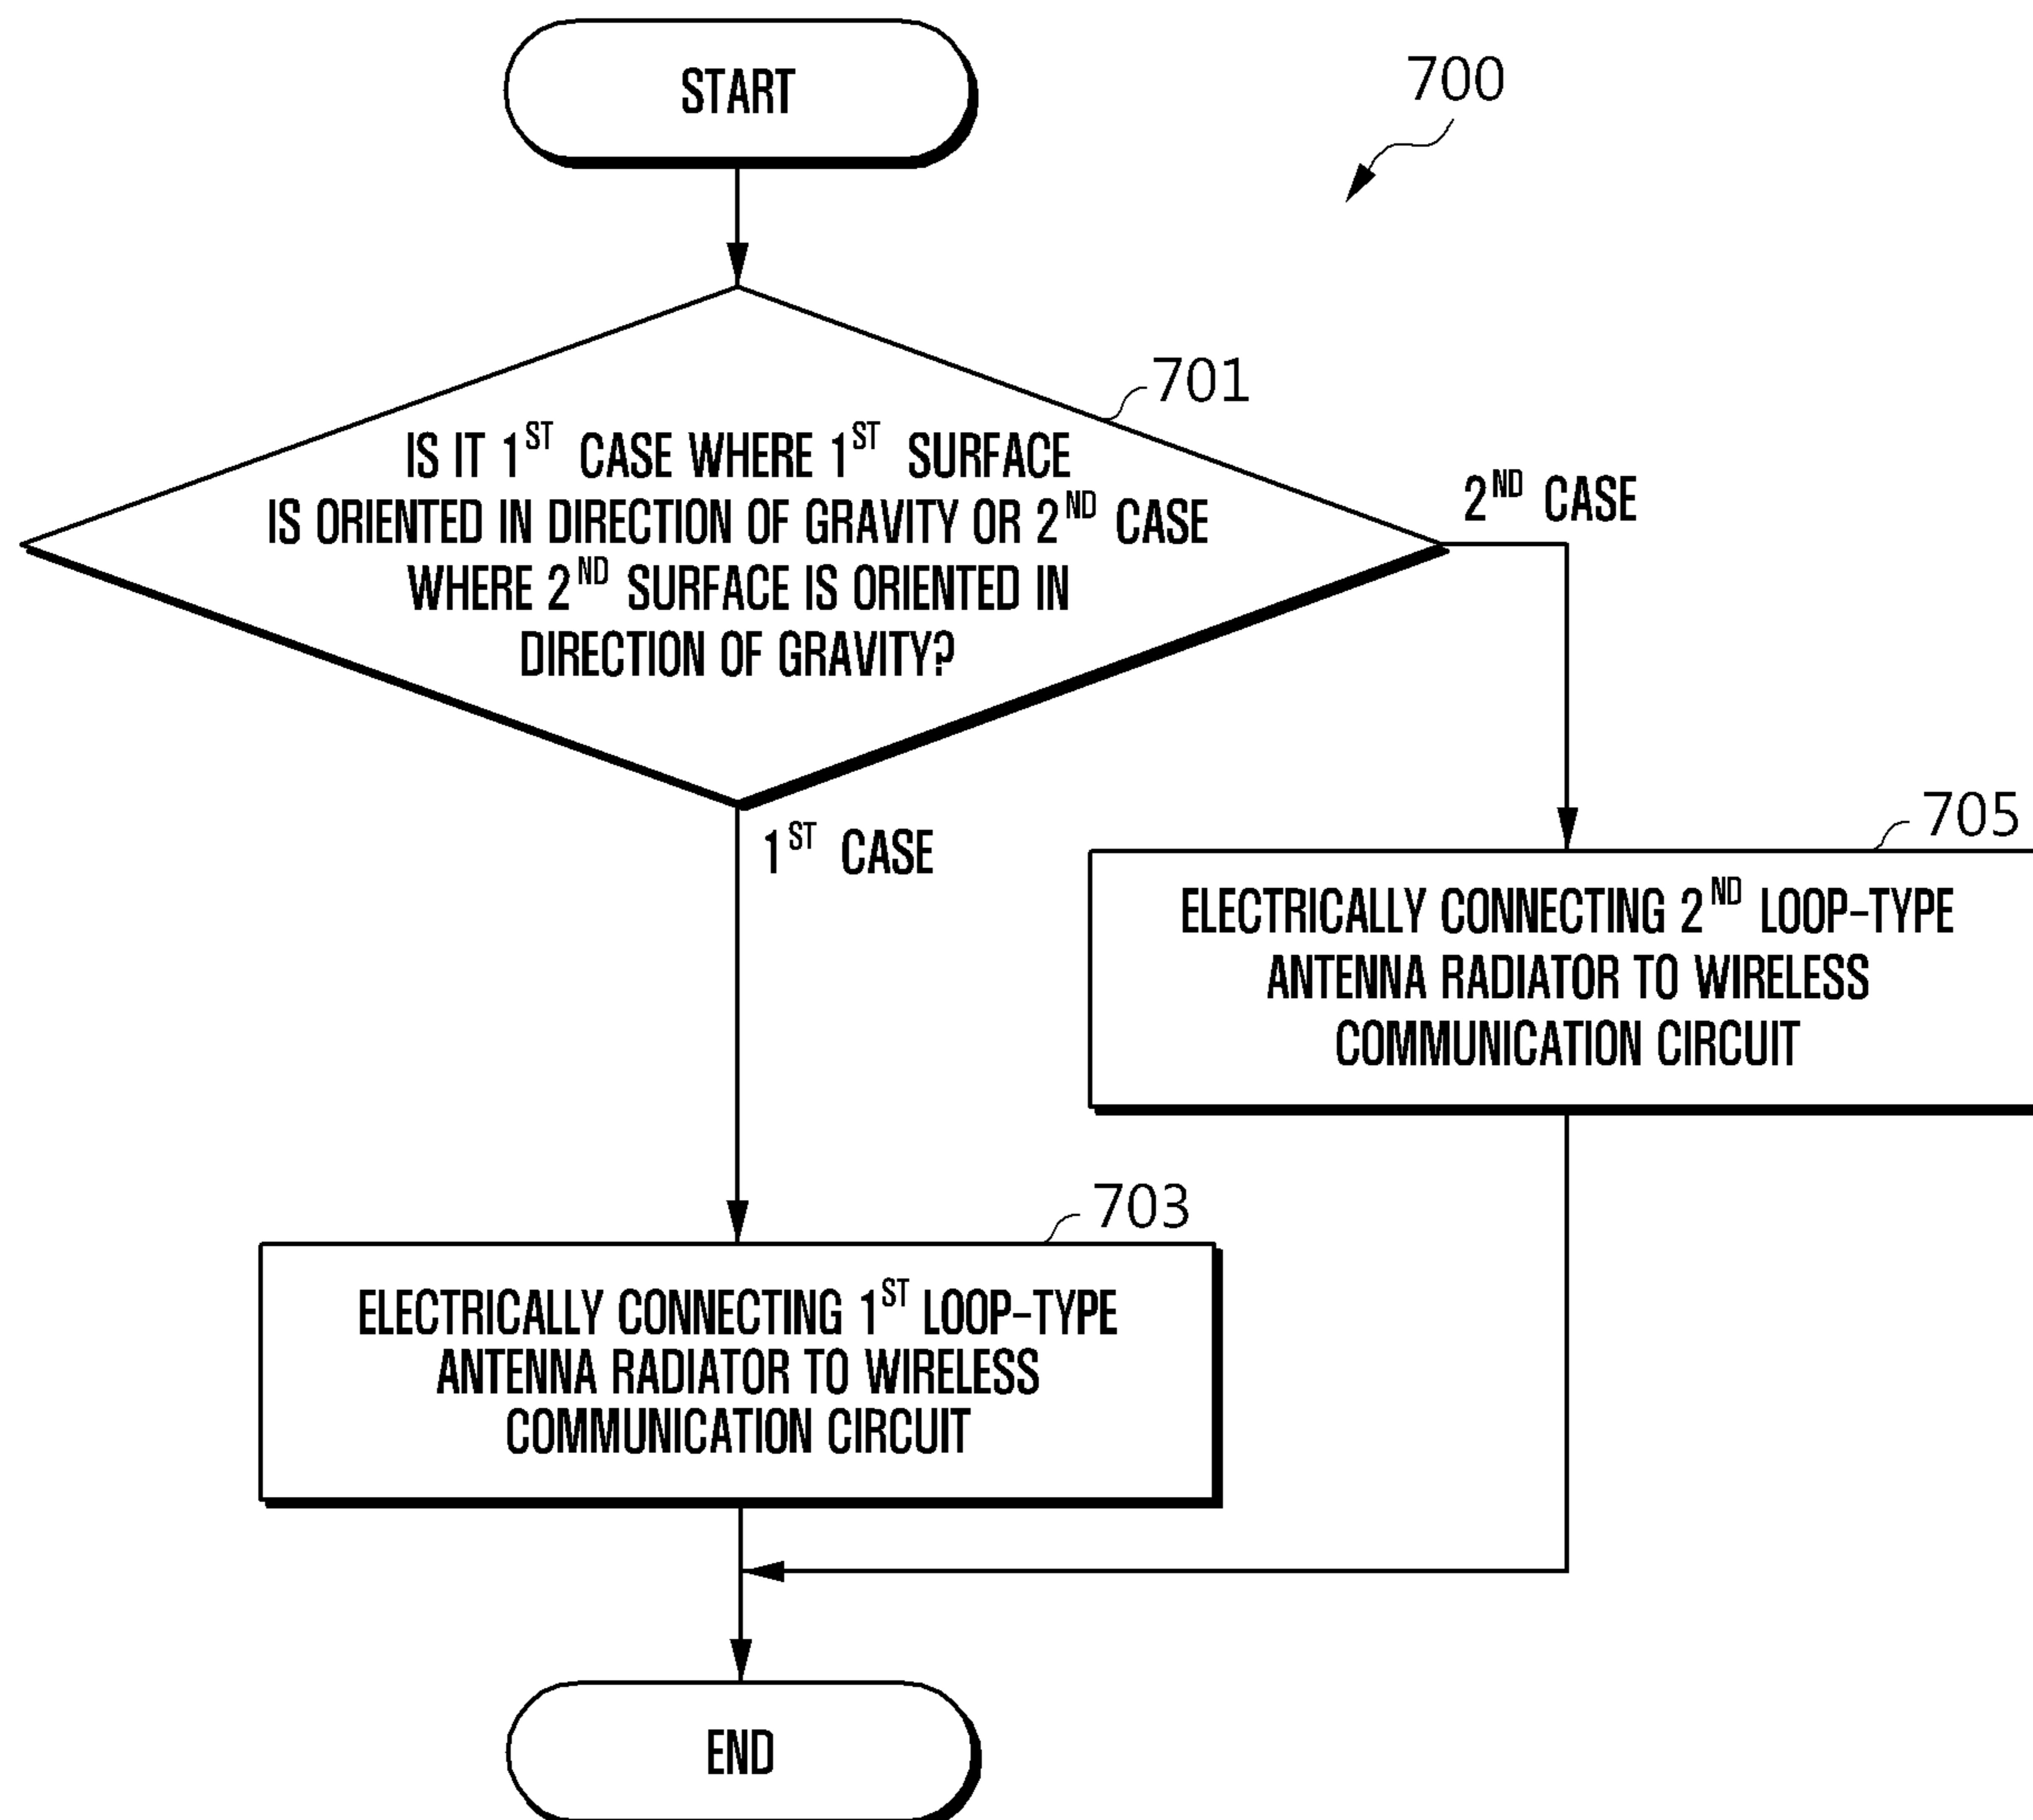 START
700
701
IS IT 1ST CASE WHERE 1ST SURFACE
IS ORIENTED IN DIRECTION OF GRAVITY OR 2ND CASE
WHERE 2ND SURFACE IS ORIENTED IN
DIRECTION OF GRAVITY?
2ND CASE
1ST CASE
705
ELECTRICALLY CONNECTING 2ND LOOP-TYPE
ANTENNA RADIATOR TO WIRELESS
COMMUNICATION CIRCUIT
703
ELECTRICALLY CONNECTING 1ST LOOP-TYPE
ANTENNA RADIATOR TO WIRELESS
COMMUNICATION CIRCUIT
END